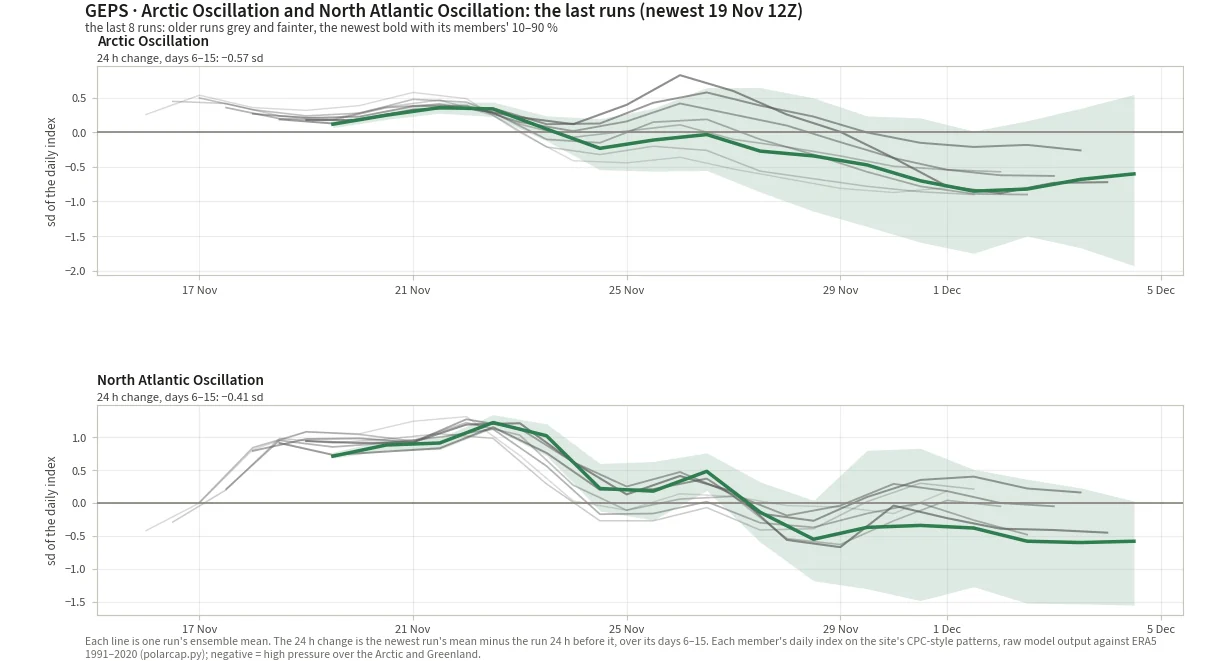 GEPS · Arctic Oscillation and North Atlantic Oscillation: the last runs (newest 19 Nov 12Z)
the last 8 runs: older runs grey and fainter, the newest bold with its members' 10–90 %
Arctic Oscillation
24 h change, days 6–15: −0.57 sd
sd of the daily index
0.5
0.0
−0.5
−1.0
−1.5
−2.0
17 Nov 21 Nov 25 Nov 29 Nov 1 Dec 5 Dec
North Atlantic Oscillation
24 h change, days 6–15: −0.41 sd
sd of the daily index
1.0
0.5
0.0
−0.5
−1.0
−1.5
17 Nov 21 Nov 25 Nov 29 Nov 1 Dec 5 Dec
Each line is one run's ensemble mean. The 24 h change is the newest run's mean minus the run 24 h before it, over its days 6–15. Each member's daily index on the site's CPC-style patterns, raw model output against ERA5
1991–2020 (polarcap.py); negative = high pressure over the Arctic and Greenland.